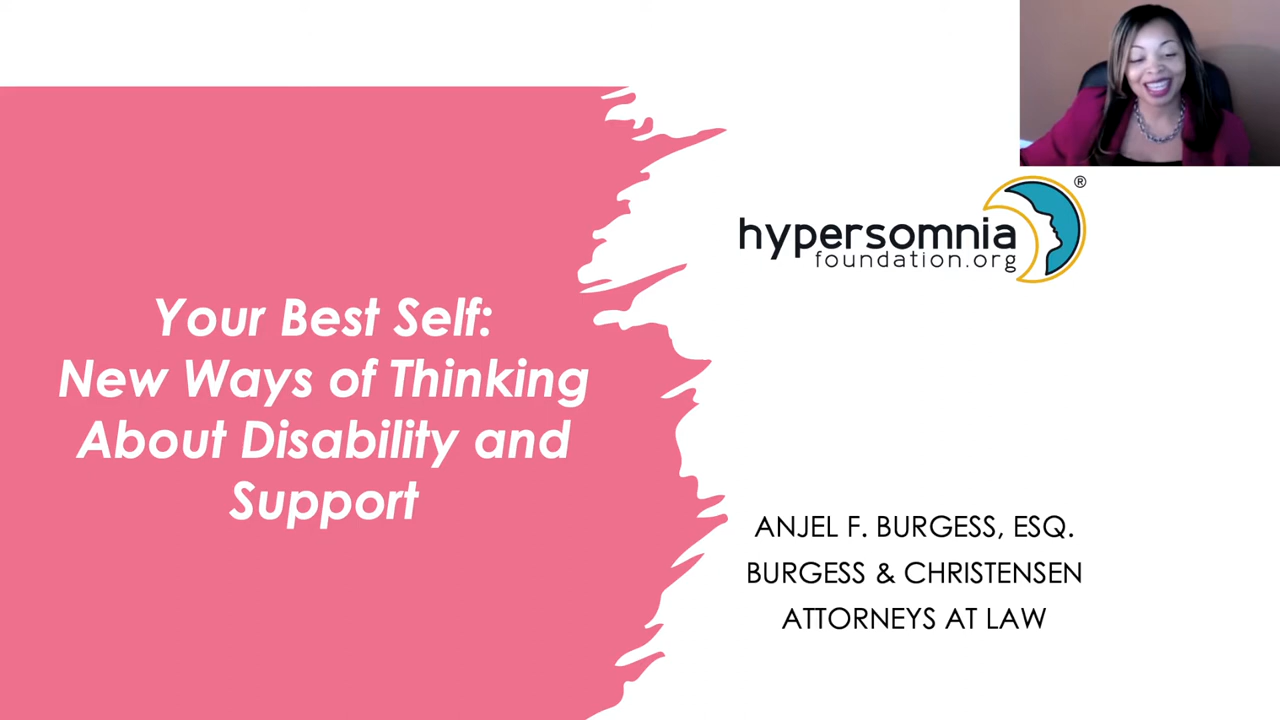 Your Best Self:
New Ways of Thinking
About Disability and
Support
hypersomnia ®
foundation.org
ANJEL F. BURGESS, ESQ.
BURGESS & CHRISTENSEN
ATTORNEYS AT LAW